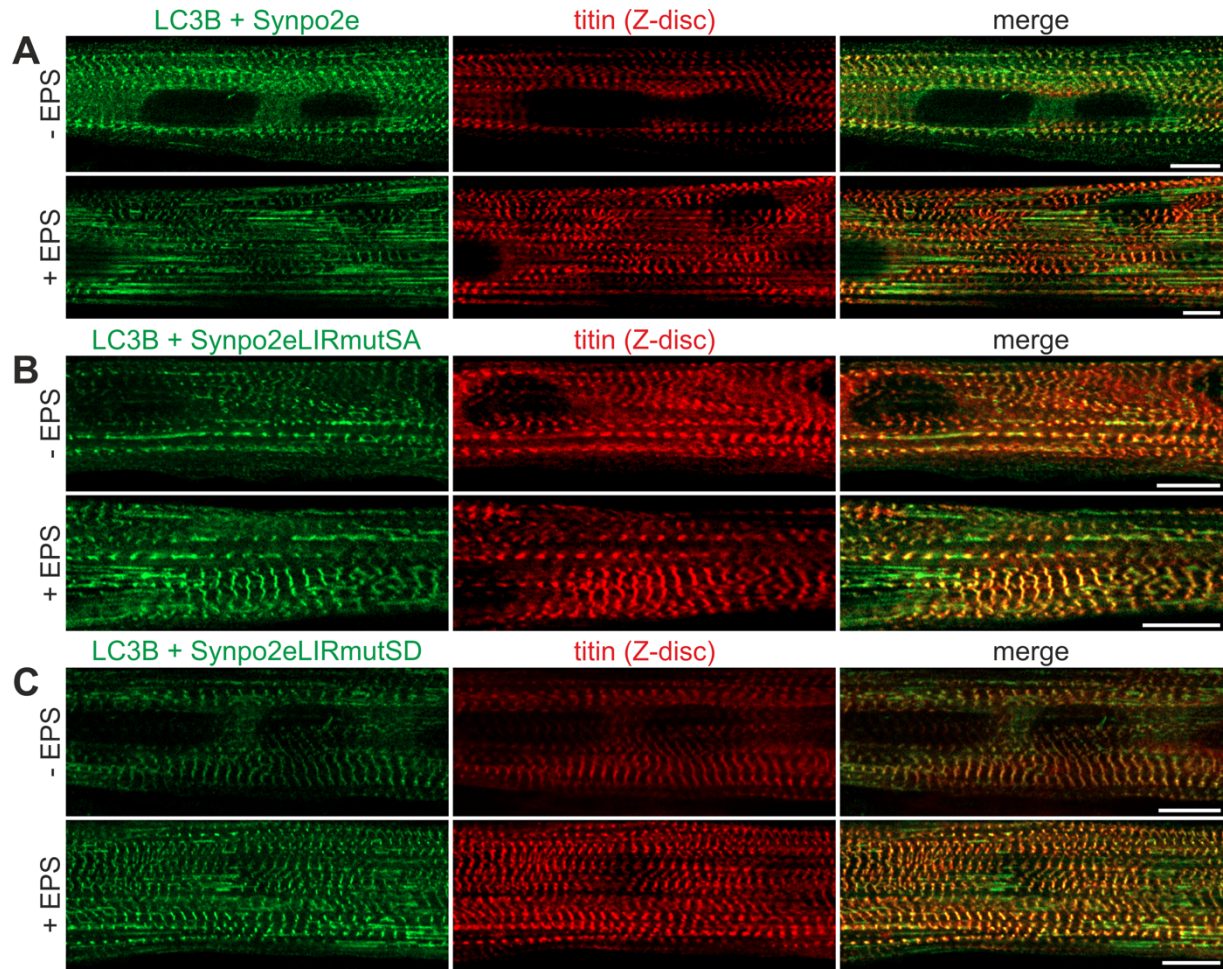 LC3B + Synpo2e titin (Z-disc) merge
A
- EPS
+ EPS
LC3B + Synpo2eLIRmutSA titin (Z-disc) merge
B
- EPS
+ EPS
LC3B + Synpo2eLIRmutSD titin (Z-disc) merge
C
- EPS
+ EPS